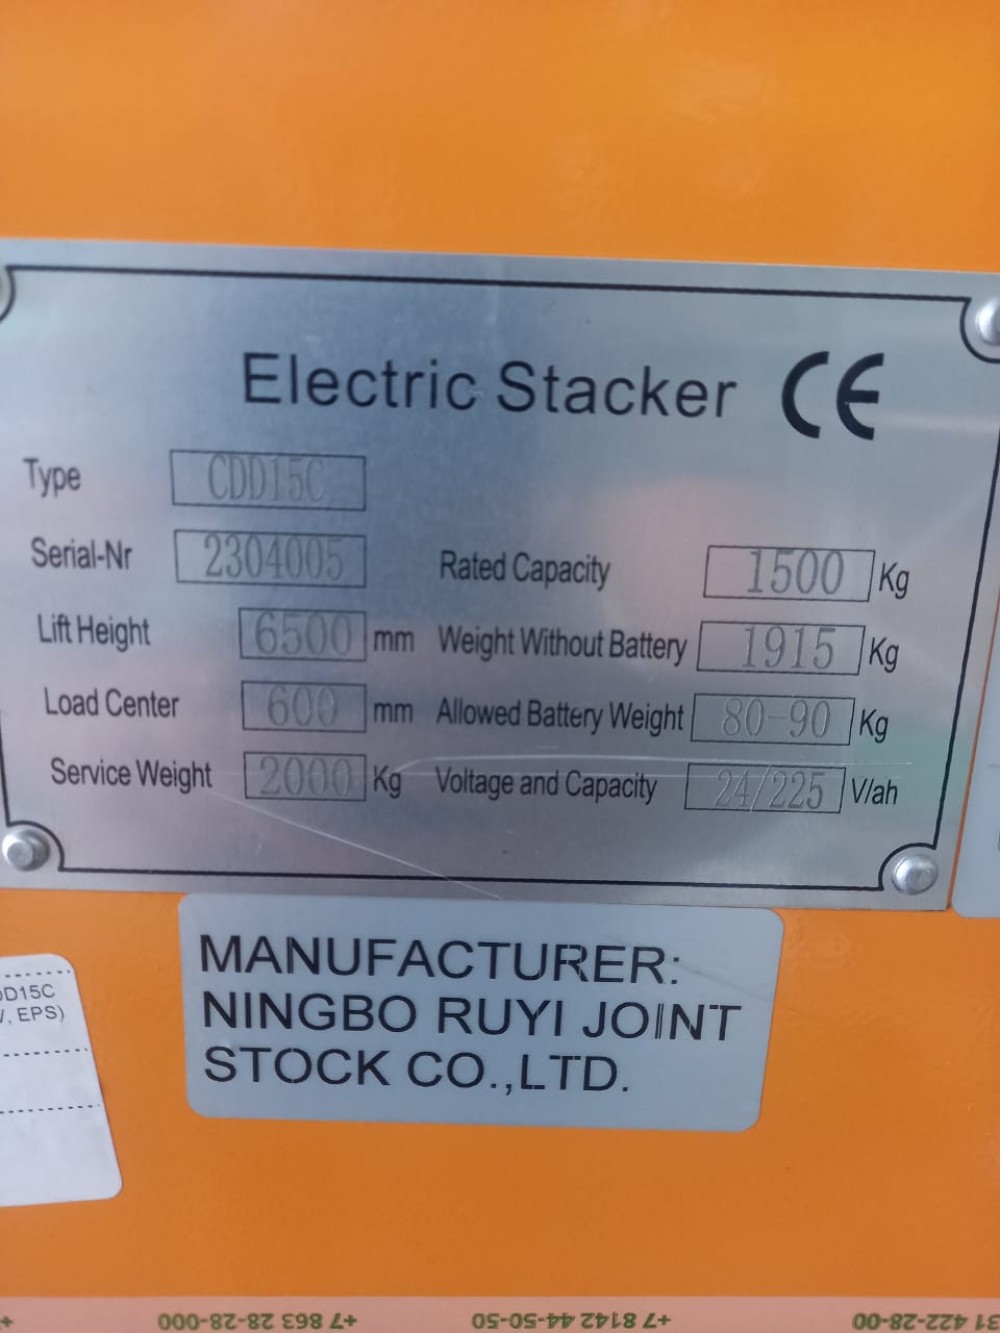 Electric Stacker CE
Type CDD15C
Serial-Nr 2304005
Rated Capacity 1500 Kg
Lift Height 6500 mm
Weight Without Battery 1915 Kg
Load Center 600 mm
Allowed Battery Weight 80-90 Kg
Service Weight 2000 Kg
Voltage and Capacity 24/225 V/ah
MANUFACTURER:
NINGBO RUYI JOINT
STOCK CO.,LTD.
DD15C
, EPS)
+7 863 28-28-000
+7 8142 44-50-50
31 422-28-00